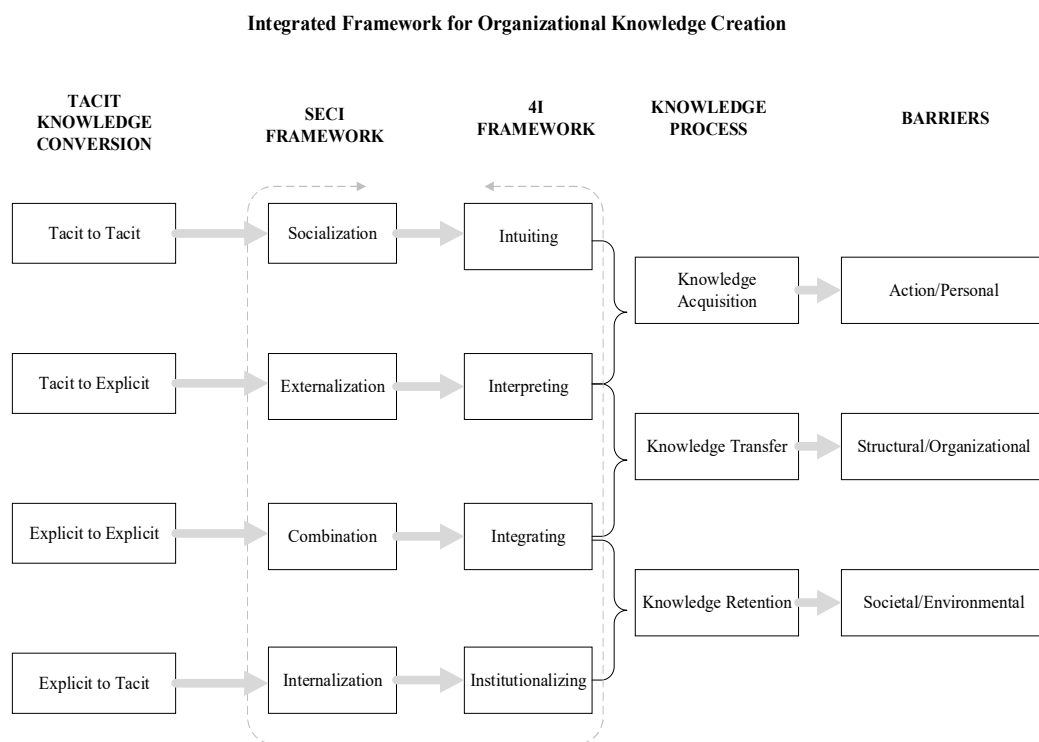 Integrated Framework for Organizational Knowledge Creation
TACIT
KNOWLEDGE
CONVERSION
SECI
FRAMEWORK
4I
FRAMEWORK
KNOWLEDGE
PROCESS
BARRIERS
Tacit to Tacit
Socialization
Intuiting
Knowledge
Acquisition
Action/Personal
Tacit to Explicit
Externalization
Interpreting
Knowledge Transfer
Structural/Organizational
Explicit to Explicit
Combination
Integrating
Knowledge Retention
Societal/Environmental
Explicit to Tacit
Internalization
Institutionalizing